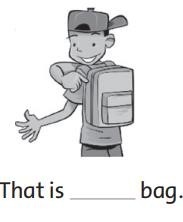 That is ______ bag.